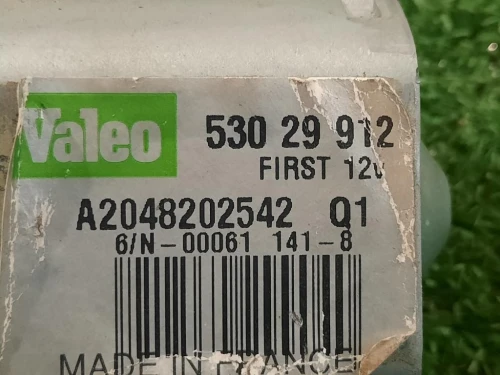 Valeo 530 29 912
FIRST 12V
A2048202542 Q1
6/N-00061 141-8
MADE IN FRANCE